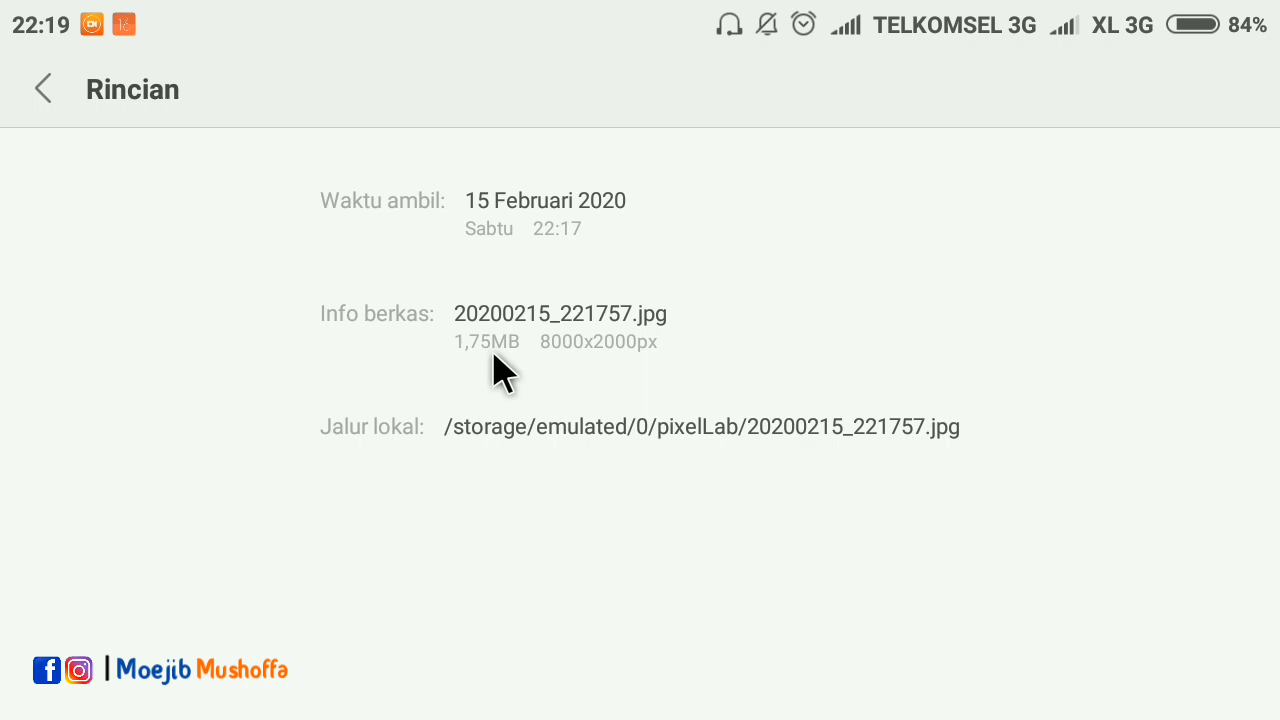 22:19 TELKOMSEL 3G XL 3G 84%
Rincian
Waktu ambil: 15 Februari 2020
Sabtu 22:17
Info berkas: 20200215_221757.jpg
1,75MB 8000x2000px
Jalur lokal: /storage/emulated/0/pixelLab/20200215_221757.jpg
| Moejib Mushoffa